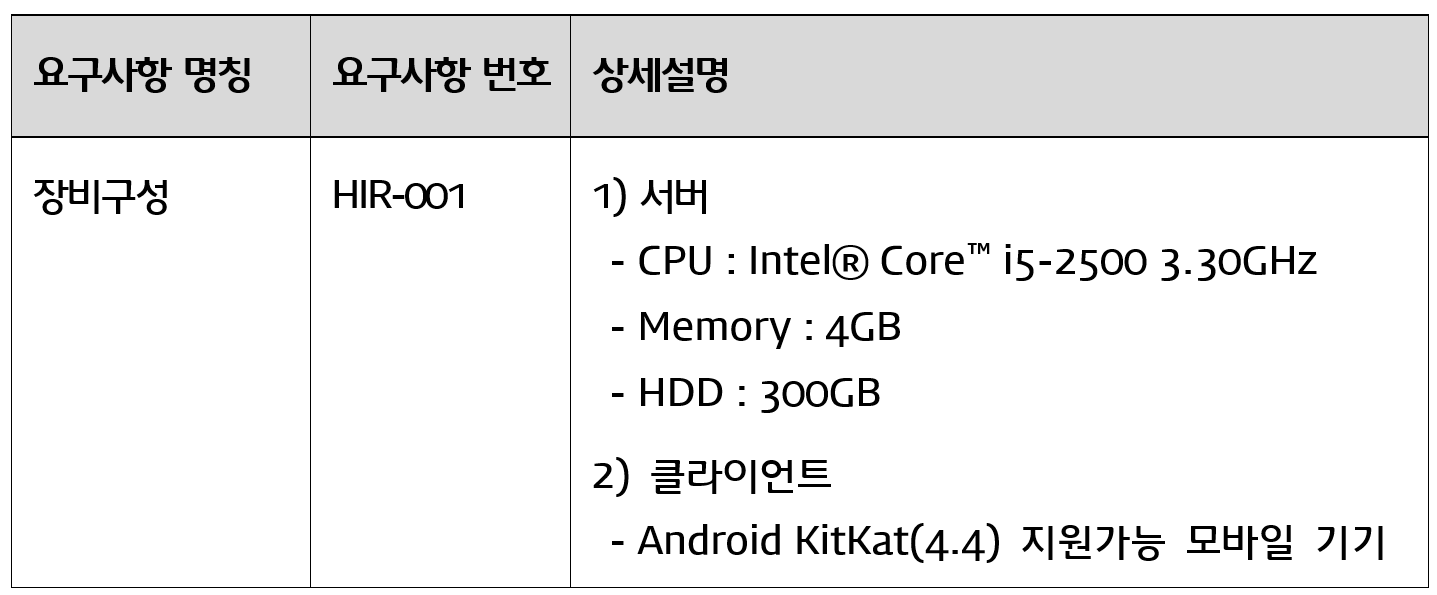 요구사항 명칭 요구사항 번호 상세설명
장비구성 HIR-001 1) 서버
- CPU : Intel® Core™ i5-2500 3.30GHz
- Memory : 4GB
- HDD : 300GB
2) 클라이언트
- Android KitKat(4.4) 지원가능 모바일 기기